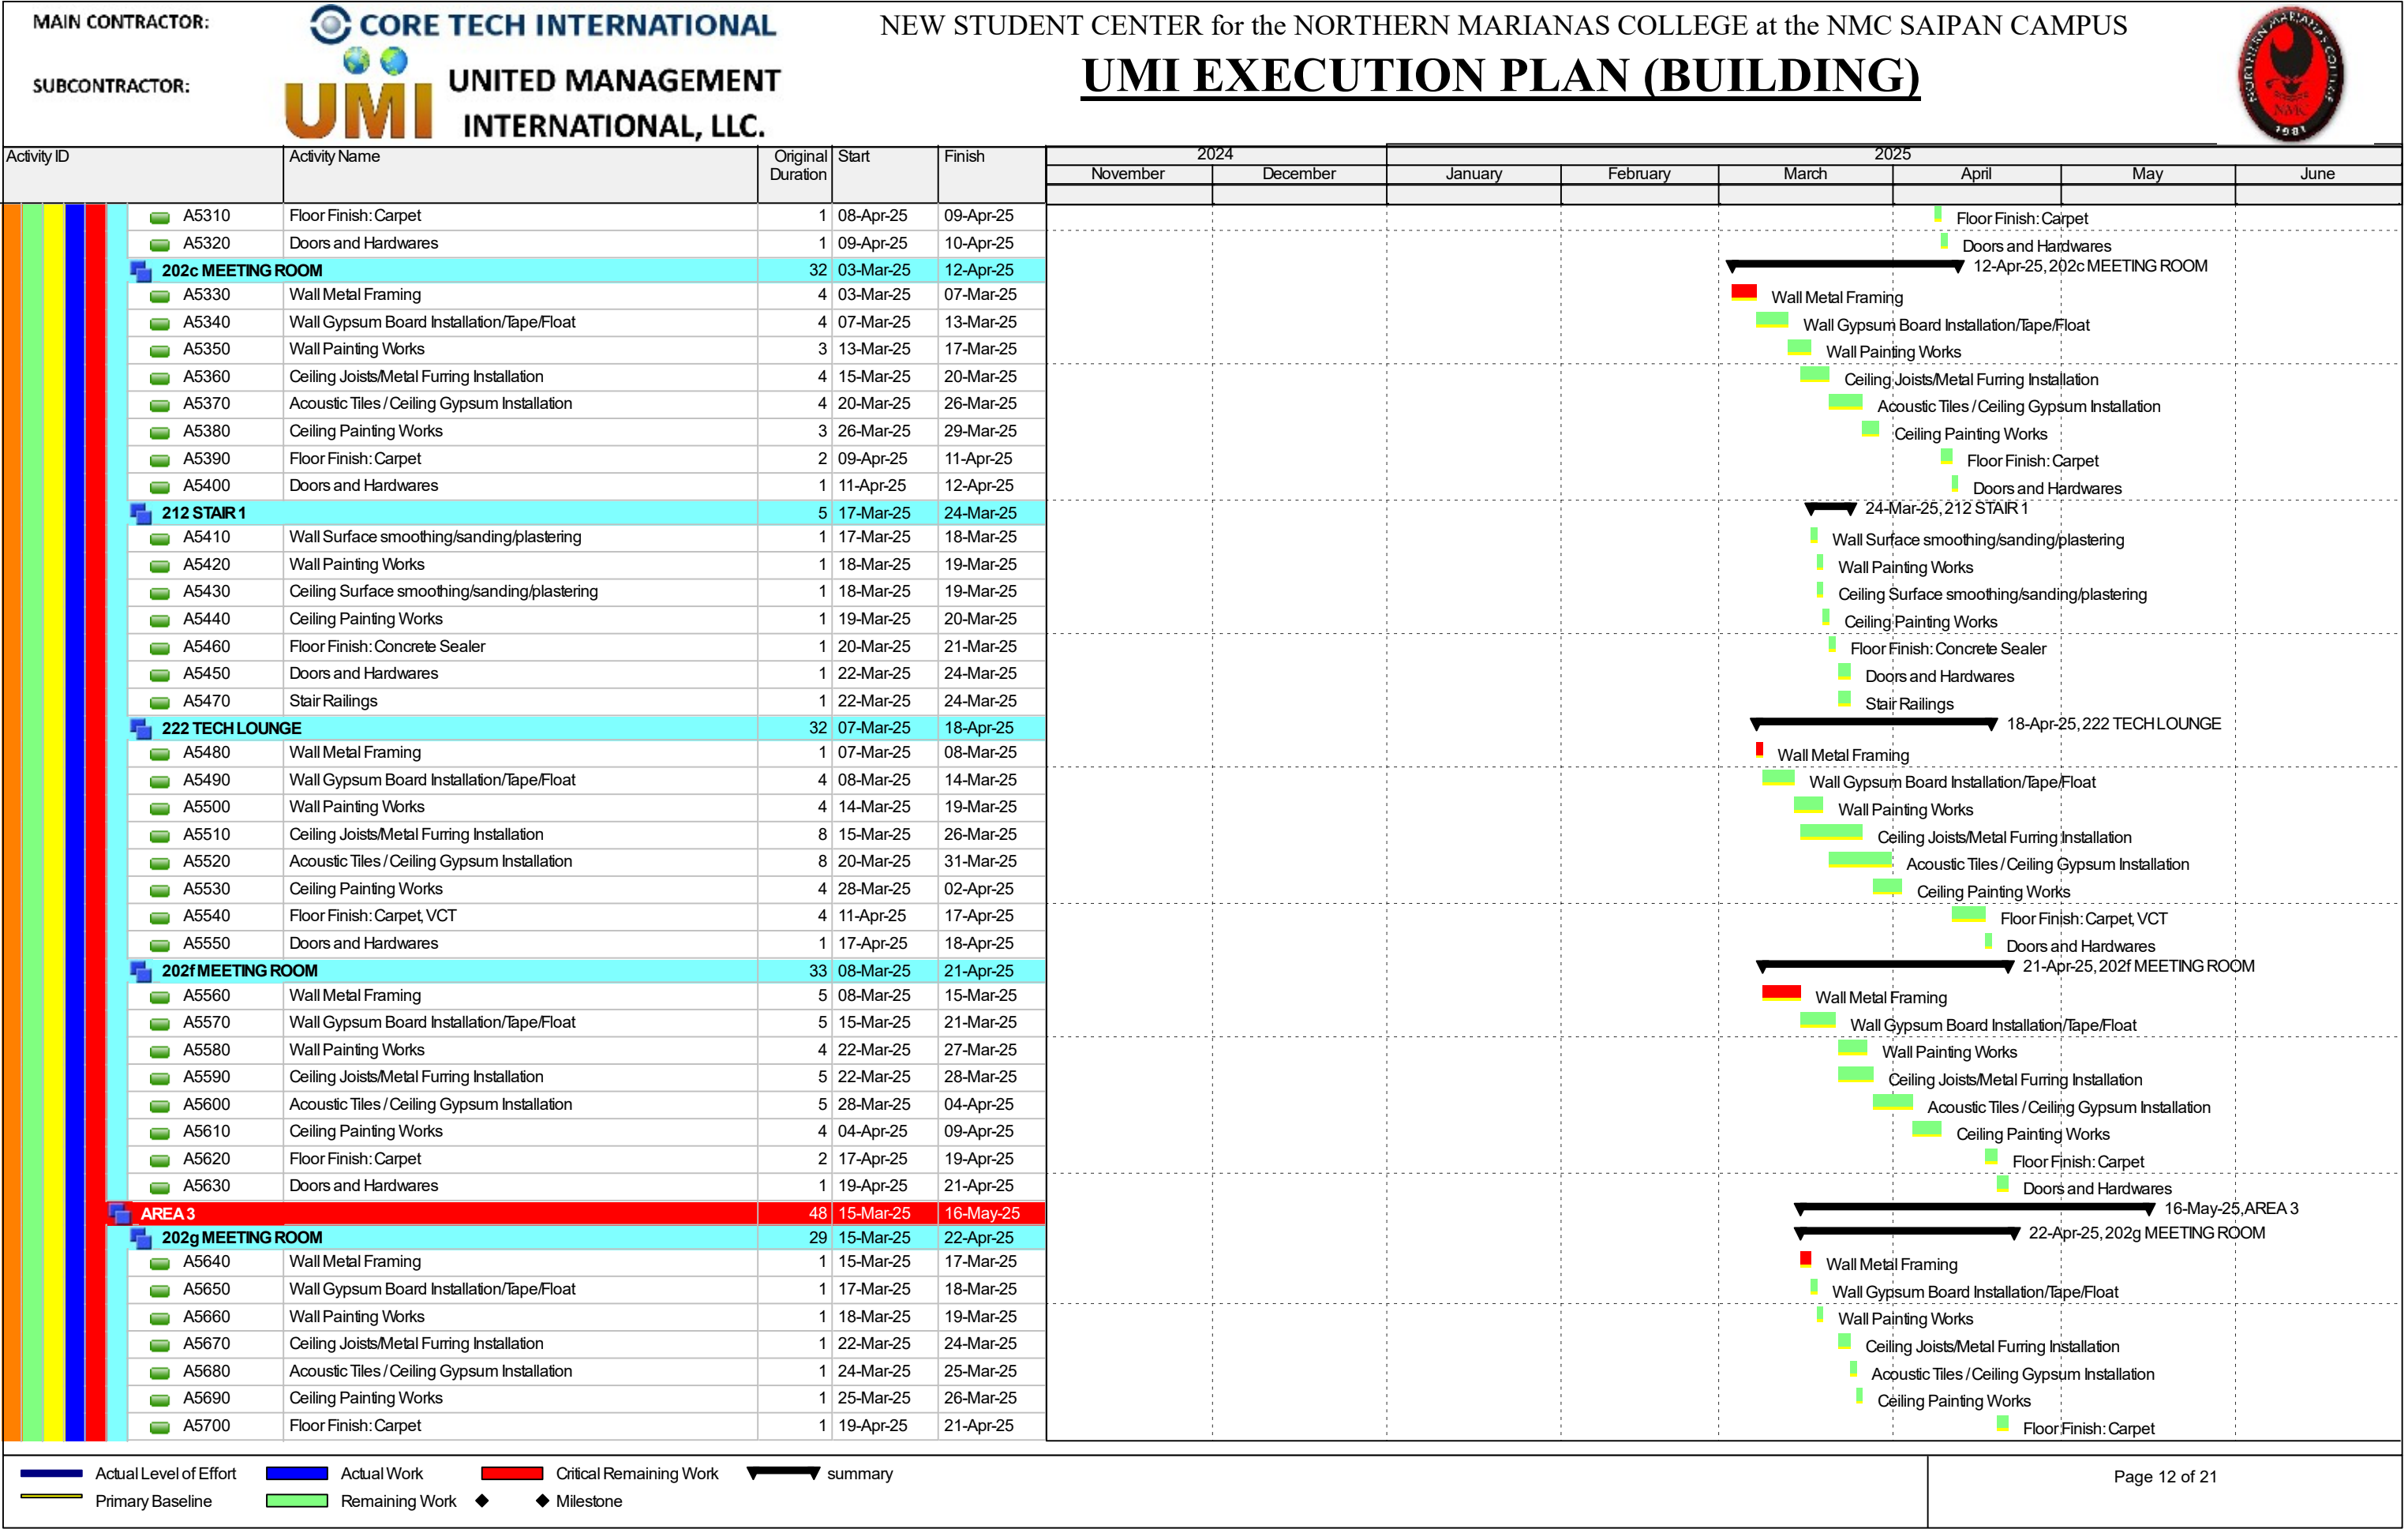 MAIN CONTRACTOR:
CORE TECH INTERNATIONAL
SUBCONTRACTOR:
UMI
UNITED MANAGEMENT
INTERNATIONAL, LLC.
NEW STUDENT CENTER for the NORTHERN MARIANAS COLLEGE at the NMC SAIPAN CAMPUS
UMI EXECUTION PLAN (BUILDING)
NORTHERN MARIANAS COLLEGE
NMC
1981
Activity ID Activity Name Original Duration Start Finish
2024 2025
November December January February March April May June
A5310 Floor Finish: Carpet 1 08-Apr-25 09-Apr-25 Floor Finish: Carpet
A5320 Doors and Hardwares 1 09-Apr-25 10-Apr-25 Doors and Hardwares
202c MEETING ROOM 32 03-Mar-25 12-Apr-25 12-Apr-25, 202c MEETING ROOM
A5330 Wall Metal Framing 4 03-Mar-25 07-Mar-25 Wall Metal Framing
A5340 Wall Gypsum Board Installation/Tape/Float 4 07-Mar-25 13-Mar-25 Wall Gypsum Board Installation/Tape/Float
A5350 Wall Painting Works 3 13-Mar-25 17-Mar-25 Wall Painting Works
A5360 Ceiling Joists/Metal Furring Installation 4 15-Mar-25 20-Mar-25 Ceiling Joists/Metal Furring Installation
A5370 Acoustic Tiles / Ceiling Gypsum Installation 4 20-Mar-25 26-Mar-25 Acoustic Tiles / Ceiling Gypsum Installation
A5380 Ceiling Painting Works 3 26-Mar-25 29-Mar-25 Ceiling Painting Works
A5390 Floor Finish: Carpet 2 09-Apr-25 11-Apr-25 Floor Finish: Carpet
A5400 Doors and Hardwares 1 11-Apr-25 12-Apr-25 Doors and Hardwares
212 STAIR 1 5 17-Mar-25 24-Mar-25 24-Mar-25, 212 STAIR 1
A5410 Wall Surface smoothing/sanding/plastering 1 17-Mar-25 18-Mar-25 Wall Surface smoothing/sanding/plastering
A5420 Wall Painting Works 1 18-Mar-25 19-Mar-25 Wall Painting Works
A5430 Ceiling Surface smoothing/sanding/plastering 1 18-Mar-25 19-Mar-25 Ceiling Surface smoothing/sanding/plastering
A5440 Ceiling Painting Works 1 19-Mar-25 20-Mar-25 Ceiling Painting Works
A5460 Floor Finish: Concrete Sealer 1 20-Mar-25 21-Mar-25 Floor Finish: Concrete Sealer
A5450 Doors and Hardwares 1 22-Mar-25 24-Mar-25 Doors and Hardwares
A5470 Stair Railings 1 22-Mar-25 24-Mar-25 Stair Railings
222 TECH LOUNGE 32 07-Mar-25 18-Apr-25 18-Apr-25, 222 TECH LOUNGE
A5480 Wall Metal Framing 1 07-Mar-25 08-Mar-25 Wall Metal Framing
A5490 Wall Gypsum Board Installation/Tape/Float 4 08-Mar-25 14-Mar-25 Wall Gypsum Board Installation/Tape/Float
A5500 Wall Painting Works 4 14-Mar-25 19-Mar-25 Wall Painting Works
A5510 Ceiling Joists/Metal Furring Installation 8 15-Mar-25 26-Mar-25 Ceiling Joists/Metal Furring Installation
A5520 Acoustic Tiles / Ceiling Gypsum Installation 8 20-Mar-25 31-Mar-25 Acoustic Tiles / Ceiling Gypsum Installation
A5530 Ceiling Painting Works 4 28-Mar-25 02-Apr-25 Ceiling Painting Works
A5540 Floor Finish: Carpet, VCT 4 11-Apr-25 17-Apr-25 Floor Finish: Carpet, VCT
A5550 Doors and Hardwares 1 17-Apr-25 18-Apr-25 Doors and Hardwares
202f MEETING ROOM 33 08-Mar-25 21-Apr-25 21-Apr-25, 202f MEETING ROOM
A5560 Wall Metal Framing 5 08-Mar-25 15-Mar-25 Wall Metal Framing
A5570 Wall Gypsum Board Installation/Tape/Float 5 15-Mar-25 21-Mar-25 Wall Gypsum Board Installation/Tape/Float
A5580 Wall Painting Works 4 22-Mar-25 27-Mar-25 Wall Painting Works
A5590 Ceiling Joists/Metal Furring Installation 5 22-Mar-25 28-Mar-25 Ceiling Joists/Metal Furring Installation
A5600 Acoustic Tiles / Ceiling Gypsum Installation 5 28-Mar-25 04-Apr-25 Acoustic Tiles / Ceiling Gypsum Installation
A5610 Ceiling Painting Works 4 04-Apr-25 09-Apr-25 Ceiling Painting Works
A5620 Floor Finish: Carpet 2 17-Apr-25 19-Apr-25 Floor Finish: Carpet
A5630 Doors and Hardwares 1 19-Apr-25 21-Apr-25 Doors and Hardwares
AREA 3 48 15-Mar-25 16-May-25 16-May-25, AREA 3
202g MEETING ROOM 29 15-Mar-25 22-Apr-25 22-Apr-25, 202g MEETING ROOM
A5640 Wall Metal Framing 1 15-Mar-25 17-Mar-25 Wall Metal Framing
A5650 Wall Gypsum Board Installation/Tape/Float 1 17-Mar-25 18-Mar-25 Wall Gypsum Board Installation/Tape/Float
A5660 Wall Painting Works 1 18-Mar-25 19-Mar-25 Wall Painting Works
A5670 Ceiling Joists/Metal Furring Installation 1 22-Mar-25 24-Mar-25 Ceiling Joists/Metal Furring Installation
A5680 Acoustic Tiles / Ceiling Gypsum Installation 1 24-Mar-25 25-Mar-25 Acoustic Tiles / Ceiling Gypsum Installation
A5690 Ceiling Painting Works 1 25-Mar-25 26-Mar-25 Ceiling Painting Works
A5700 Floor Finish: Carpet 1 19-Apr-25 21-Apr-25 Floor Finish: Carpet
Actual Level of Effort Actual Work Critical Remaining Work summary
Primary Baseline Remaining Work Milestone
Page 12 of 21